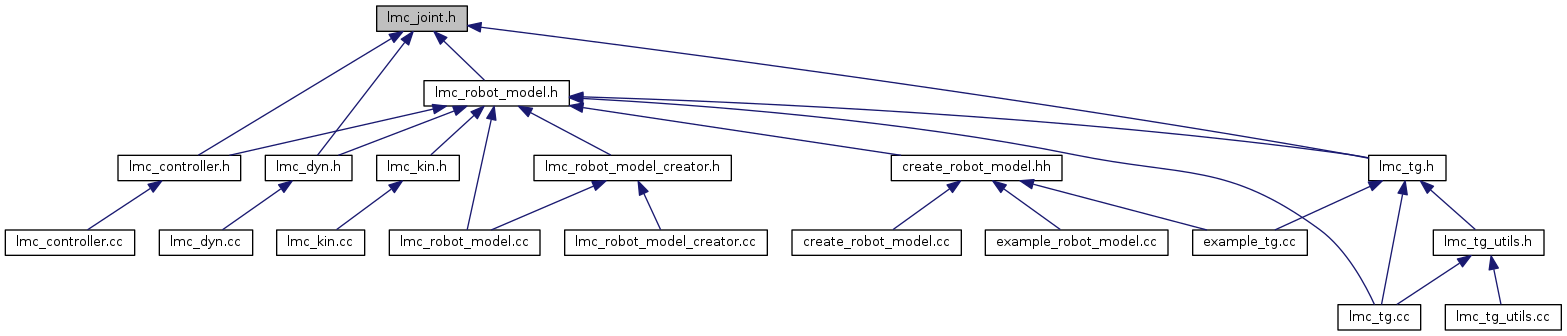 lmc_joint.h
lmc_robot_model.h
lmc_controller.h
lmc_dyn.h
lmc_kin.h
lmc_robot_model_creator.h
create_robot_model.hh
lmc_tg.h
lmc_controller.cc
lmc_dyn.cc
lmc_kin.cc
lmc_robot_model.cc
lmc_robot_model_creator.cc
create_robot_model.cc
example_robot_model.cc
example_tg.cc
lmc_tg_utils.h
lmc_tg.cc
lmc_tg_utils.cc